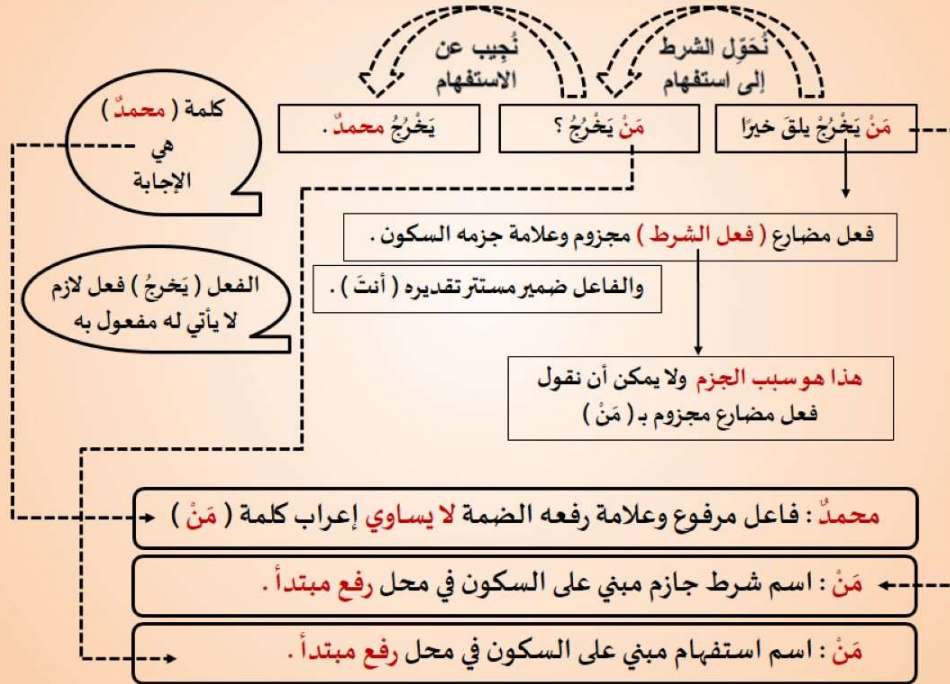 نُحَوِّل الشرط
إلى استفهام
نُجِيب عن
الاستفهام
مَنْ يَخْرُجْ يلقَ خيرًا
مَنْ يَخْرُجُ ؟
يَخْرُجُ محمدٌ .
كلمة ( محمدٌ )
هي
الإجابة
فعل مضارع ( فعل الشرط ) مجزوم وعلامة جزمه السكون .
والفاعل ضمير مستتر تقديره ( أنتَ ) .
الفعل ( يَخرجُ ) فعل لازم
لا يأتي له مفعول به
هذا هو سبب الجزم ولا يمكن أن نقول
فعل مضارع مجزوم بـ ( مَنْ )
محمدٌ : فاعل مرفوع وعلامة رفعه الضمة لا يساوي إعراب كلمة ( مَنْ )
مَنْ : اسم شرط جازم مبني على السكون في محل رفع مبتدأ .
مَنْ : اسم استفهام مبني على السكون في محل رفع مبتدأ .